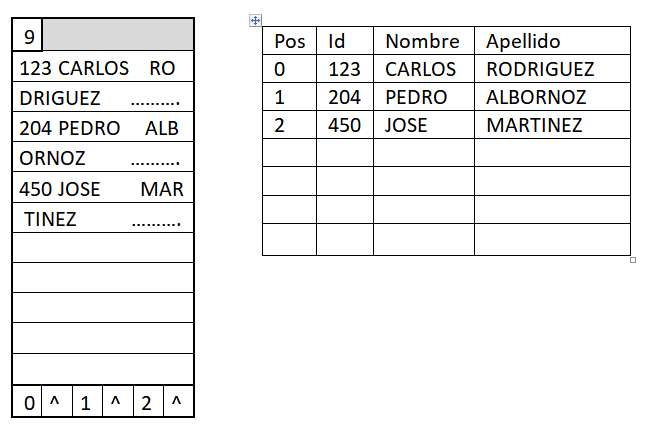 9
123 CARLOS RO
DRIGUEZ ..........
204 PEDRO ALB
ORNOZ ..........
450 JOSE MAR
TINEZ ..........
0 ^ 1 ^ 2 ^
Pos Id Nombre Apellido
0 123 CARLOS RODRIGUEZ
1 204 PEDRO ALBORNOZ
2 450 JOSE MARTINEZ